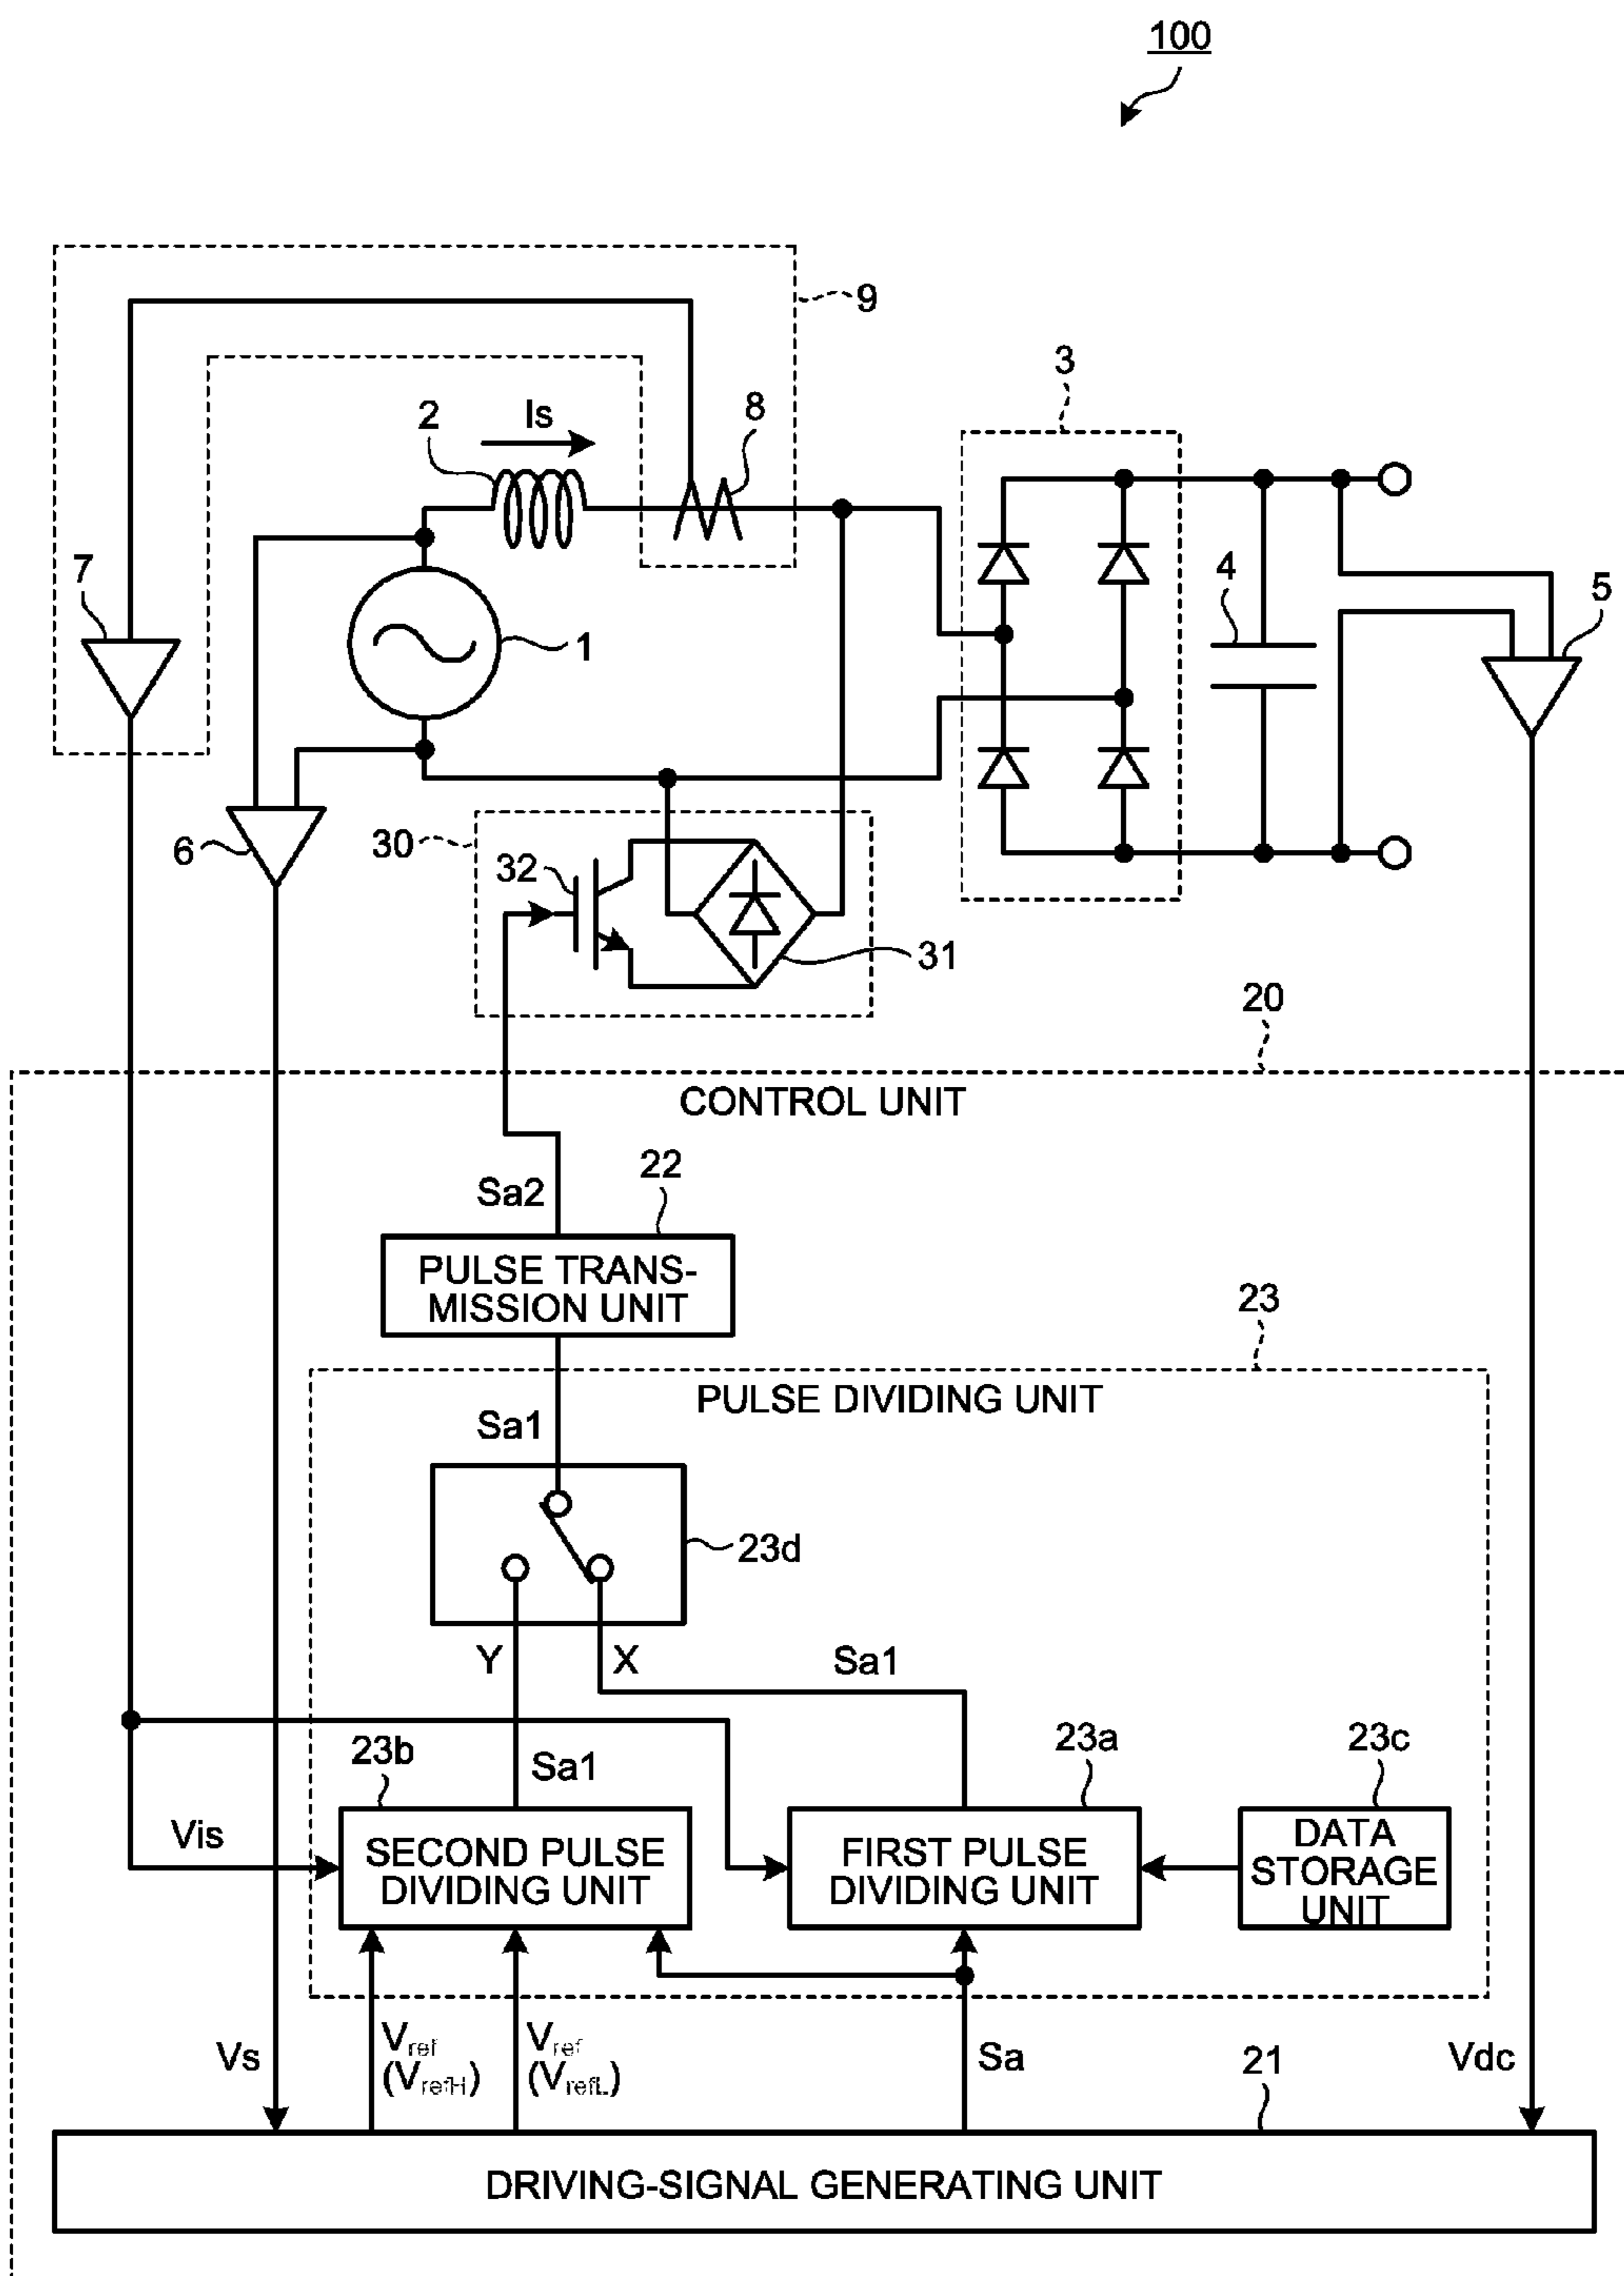 100
9
3
2
Is
8
7
4
5
1
6
30
32
31
20
CONTROL UNIT
22
Sa2
PULSE TRANS-
MISSION UNIT
23
PULSE DIVIDING UNIT
Sa1
23d
Y
X
Sa1
23b
Sa1
23a
23c
Vis
SECOND PULSE
DIVIDING UNIT
FIRST PULSE
DIVIDING UNIT
DATA
STORAGE
UNIT
Vs
Vref
(VrefH)
Vref
(VrefL)
Sa
21
Vdc
DRIVING-SIGNAL GENERATING UNIT